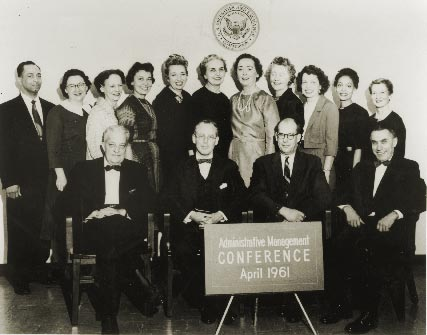 Administrative Management
CONFERENCE
April 1961